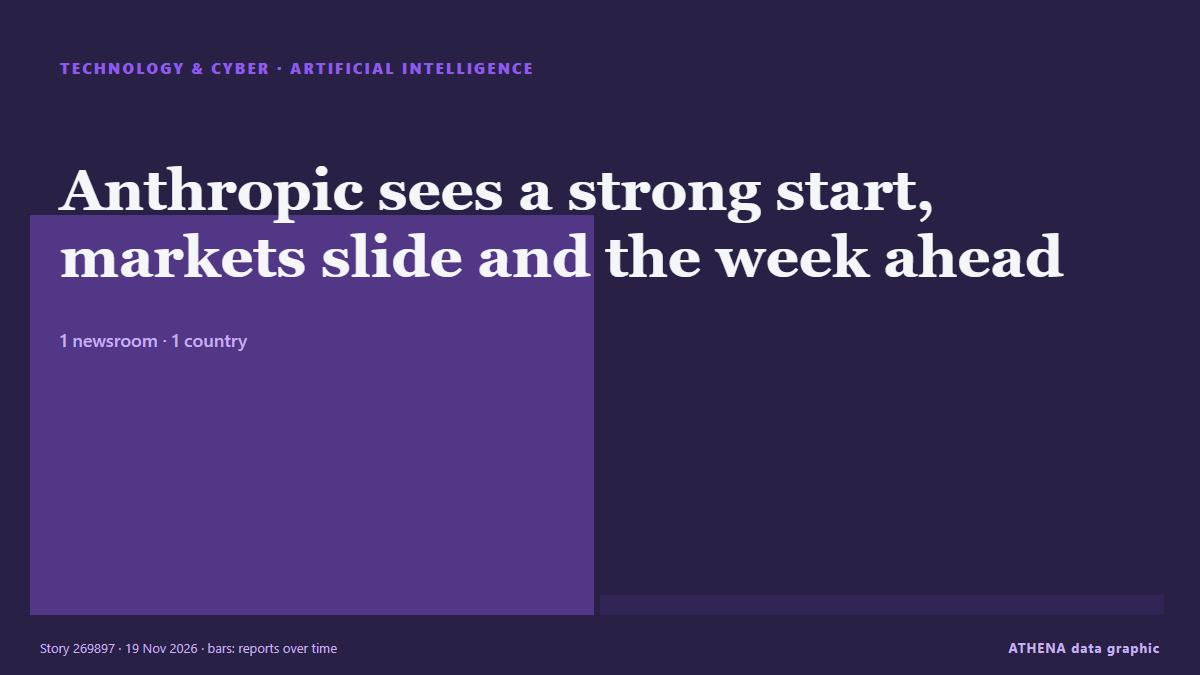 TECHNOLOGY & CYBER · ARTIFICIAL INTELLIGENCE
Anthropic sees a strong start,
markets slide and the week ahead
1 newsroom · 1 country
Story 269897 · 19 Nov 2026 · bars: reports over time
ATHENA data graphic